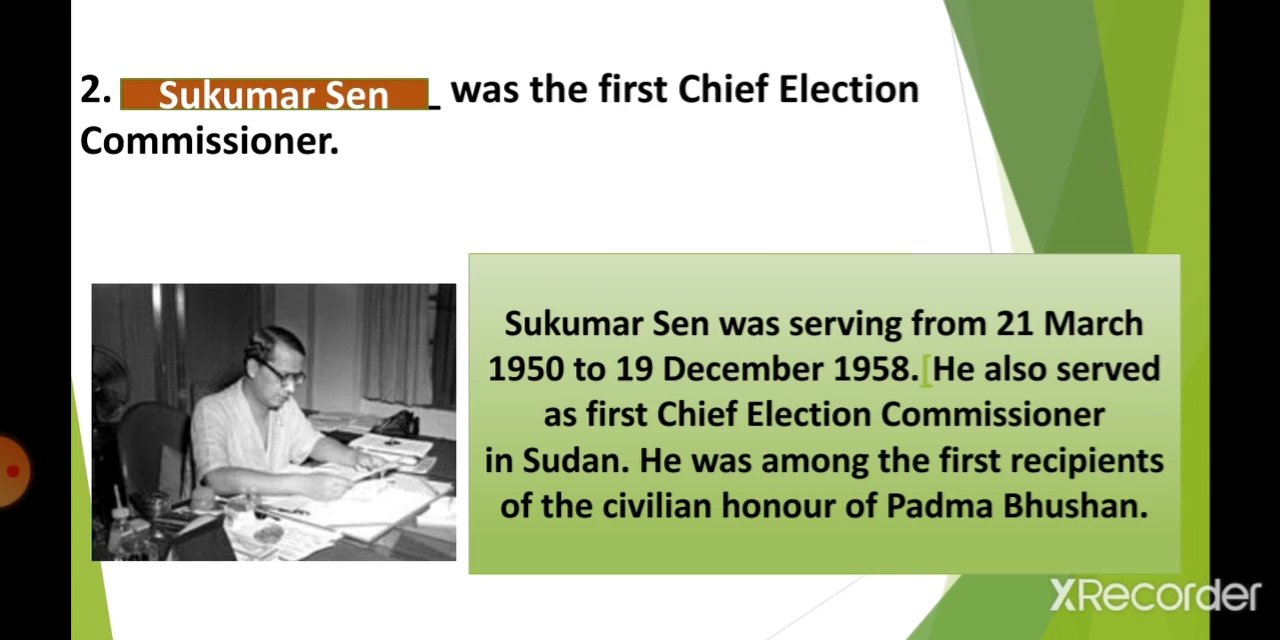 2. Sukumar Sen _ was the first Chief Election
Commissioner.
Sukumar Sen was serving from 21 March
1950 to 19 December 1958.[He also served
as first Chief Election Commissioner
in Sudan. He was among the first recipients
of the civilian honour of Padma Bhushan.
XRecorder